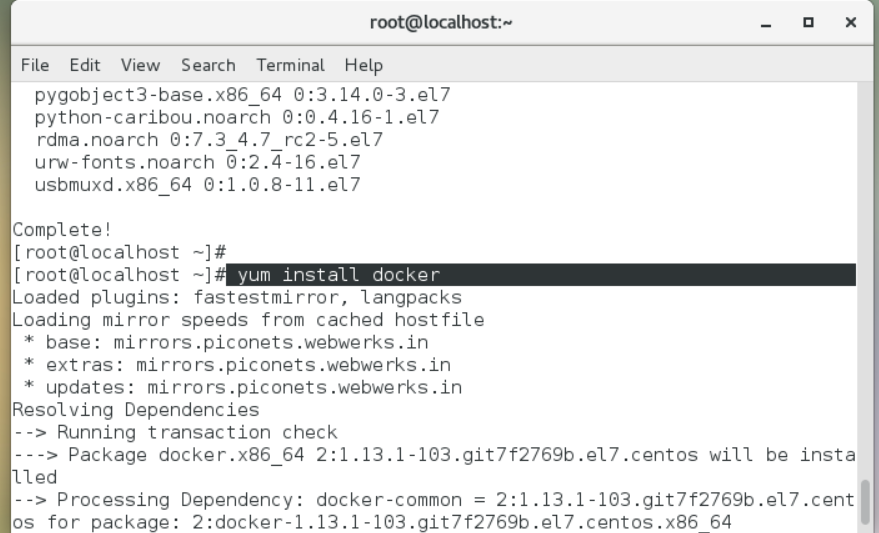 root@localhost:~
File Edit View Search Terminal Help
pygobject3-base.x86_64 0:3.14.0-3.el7
python-caribou.noarch 0:0.4.16-1.el7
rdma.noarch 0:7.3_4.7_rc2-5.el7
urw-fonts.noarch 0:2.4-16.el7
usbmuxd.x86_64 0:1.0.8-11.el7
Complete!
[root@localhost ~]#
[root@localhost ~]# yum install docker
Loaded plugins: fastestmirror, langpacks
Loading mirror speeds from cached hostfile
 * base: mirrors.piconets.webwerks.in
 * extras: mirrors.piconets.webwerks.in
 * updates: mirrors.piconets.webwerks.in
Resolving Dependencies
--> Running transaction check
---> Package docker.x86_64 2:1.13.1-103.git7f2769b.el7.centos will be insta
lled
--> Processing Dependency: docker-common = 2:1.13.1-103.git7f2769b.el7.cent
os for package: 2:docker-1.13.1-103.git7f2769b.el7.centos.x86_64